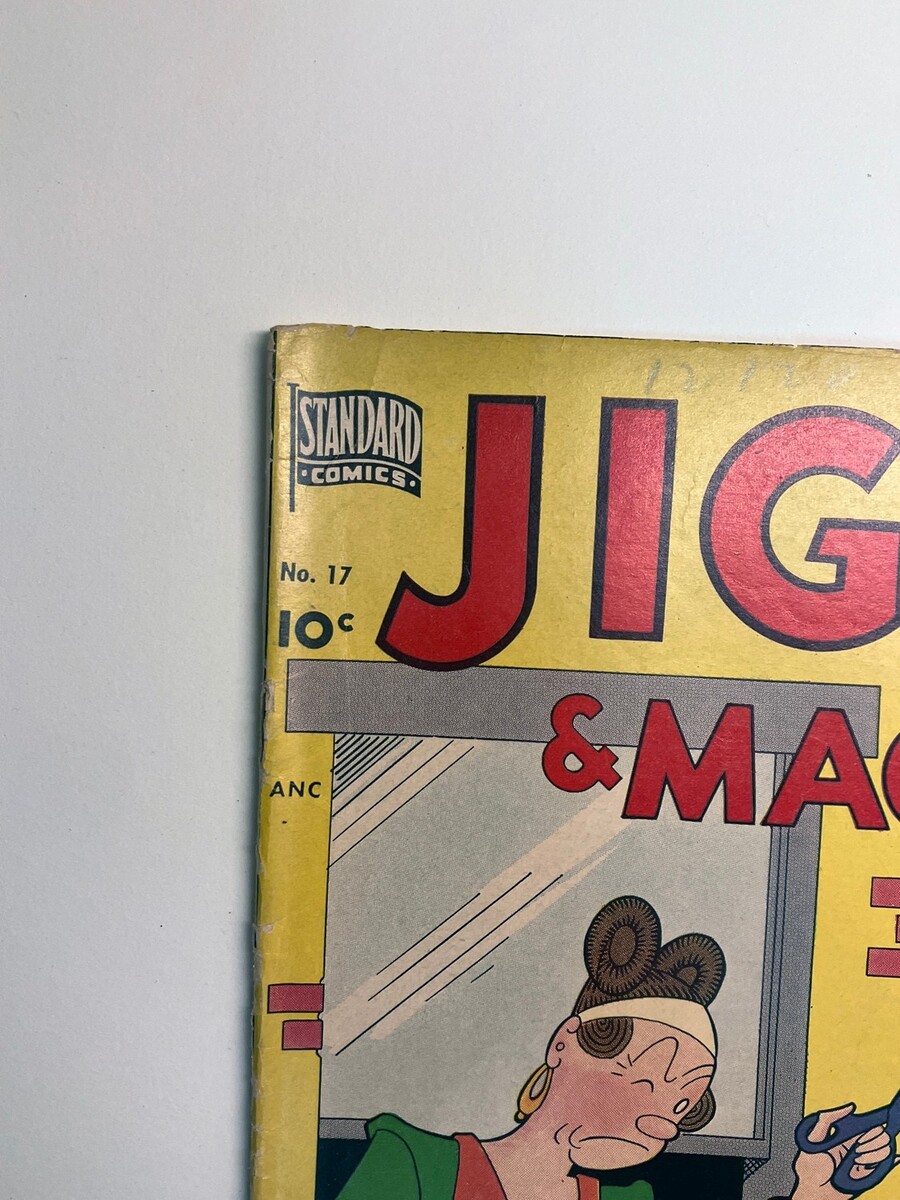 STANDARD
·COMICS·
JIG
No. 17
10c
& MAG
ANC